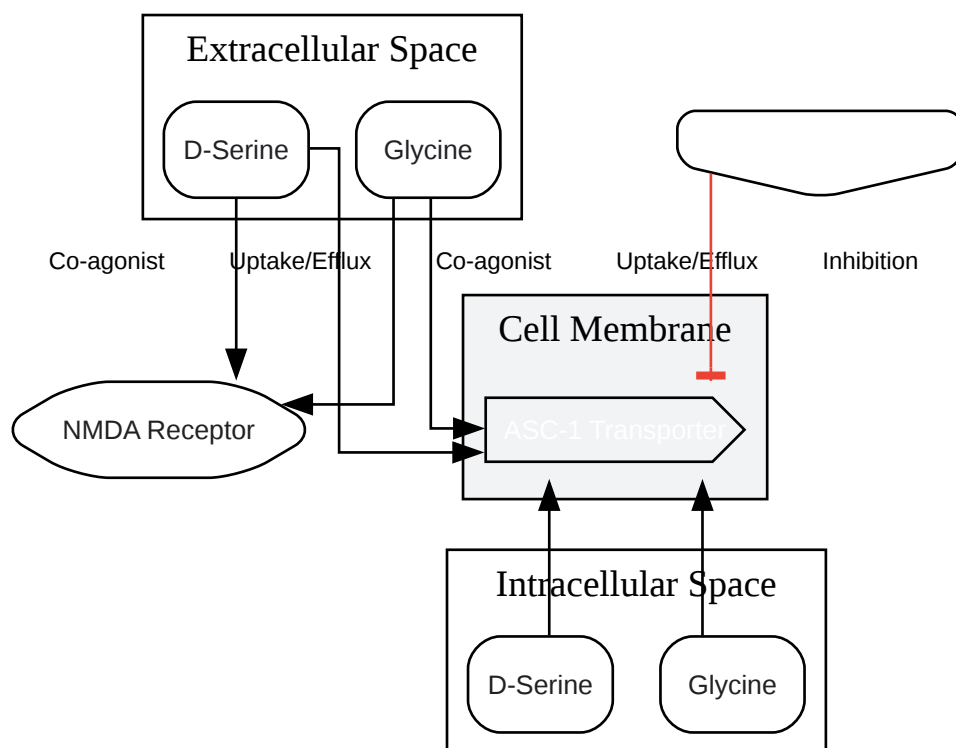 Extracellular Space
D-Serine
Glycine
Co-agonist
Uptake/Efflux
Co-agonist
Uptake/Efflux
Inhibition
Cell Membrane
NMDA Receptor
ASC-1 Transporter
Intracellular Space
D-Serine
Glycine